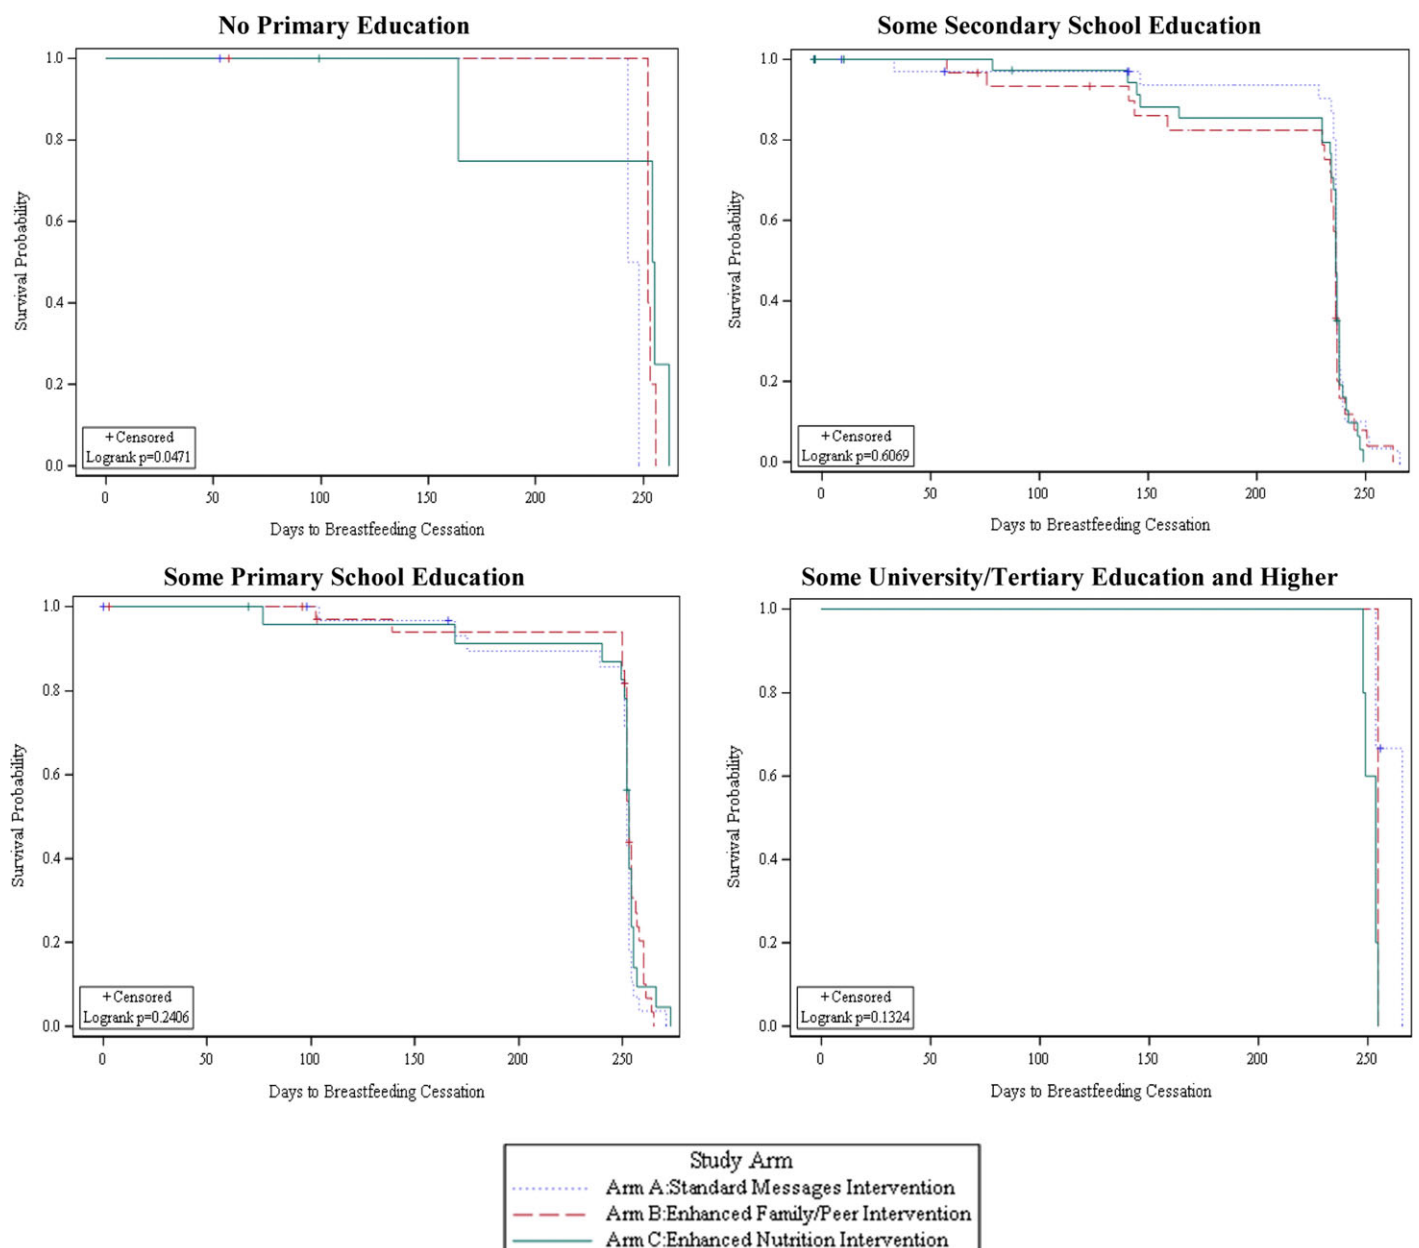 No Primary Education
1.0
0.8
0.6
0.4
0.2
0.0
Survival Probability
+ Censored
Logrank p=0.0471
0 50 100 150 200 250
Days to Breastfeeding Cessation
Some Secondary School Education
1.0
0.8
0.6
0.4
0.2
0.0
Survival Probability
+ Censored
Logrank p=0.6069
0 50 100 150 200 250
Days to Breastfeeding Cessation
Some Primary School Education
1.0
0.8
0.6
0.4
0.2
0.0
Survival Probability
+ Censored
Logrank p=0.2406
0 50 100 150 200 250
Days to Breastfeeding Cessation
Some University/Tertiary Education and Higher
1.0
0.8
0.6
0.4
0.2
0.0
Survival Probability
+ Censored
Logrank p=0.1324
0 50 100 150 200 250
Days to Breastfeeding Cessation
Study Arm
Arm A:Standard Messages Intervention
Arm B:Enhanced Family/Peer Intervention
Arm C:Enhanced Nutrition Intervention